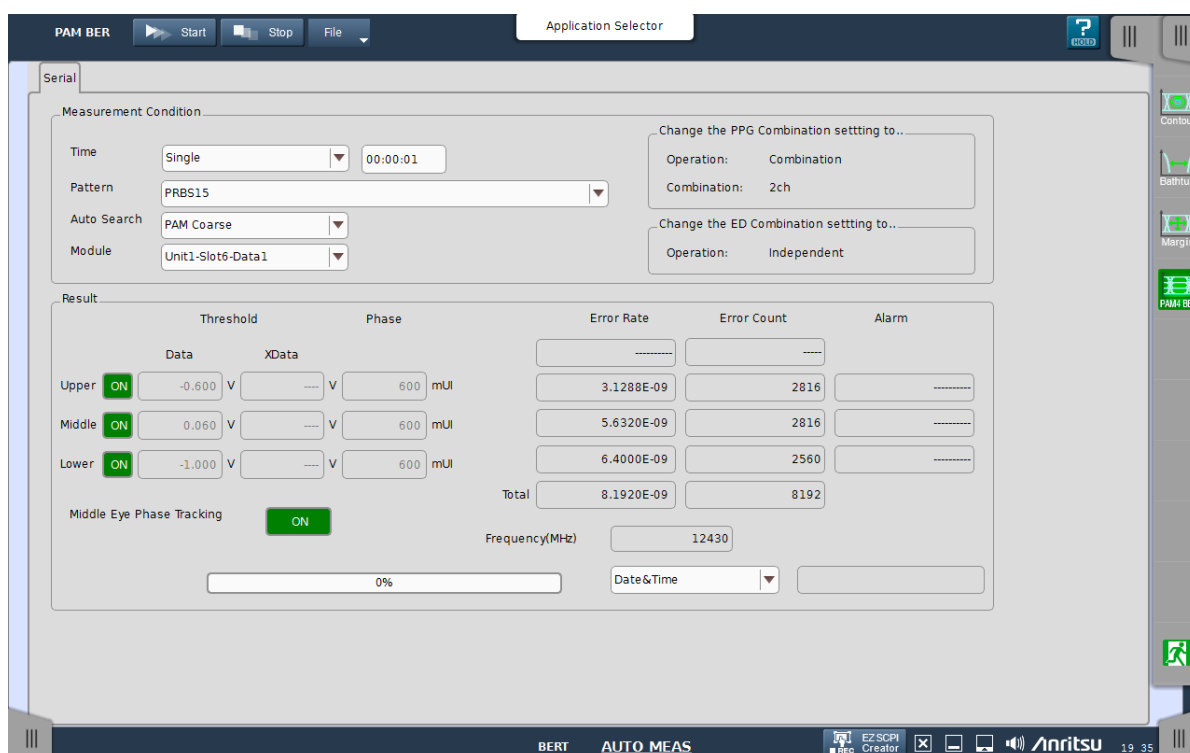 PAM BER Start Stop File Application Selector ? HOLD
Serial
Measurement Condition
Time Single 00:00:01
Pattern PRBS15
Auto Search PAM Coarse
Module Unit1-Slot6-Data1
Change the PPG Combination settting to..
Operation: Combination
Combination: 2ch
Change the ED Combination settting to..
Operation: Independent
Result
Threshold Phase Error Rate Error Count Alarm
Data XData
---------- -----
Upper ON -0.600 V ---- V 600 mUI 3.1288E-09 2816 ----------
Middle ON 0.060 V ---- V 600 mUI 5.6320E-09 2816 ----------
Lower ON -1.000 V ---- V 600 mUI 6.4000E-09 2560 ----------
Total 8.1920E-09 8192
Middle Eye Phase Tracking ON
Frequency(MHz) 12430
0% Date&Time
Contou
Bathtu
Margi
PAM4 BE
BERT AUTO MEAS REC EZSCPI Creator Anritsu 19 35